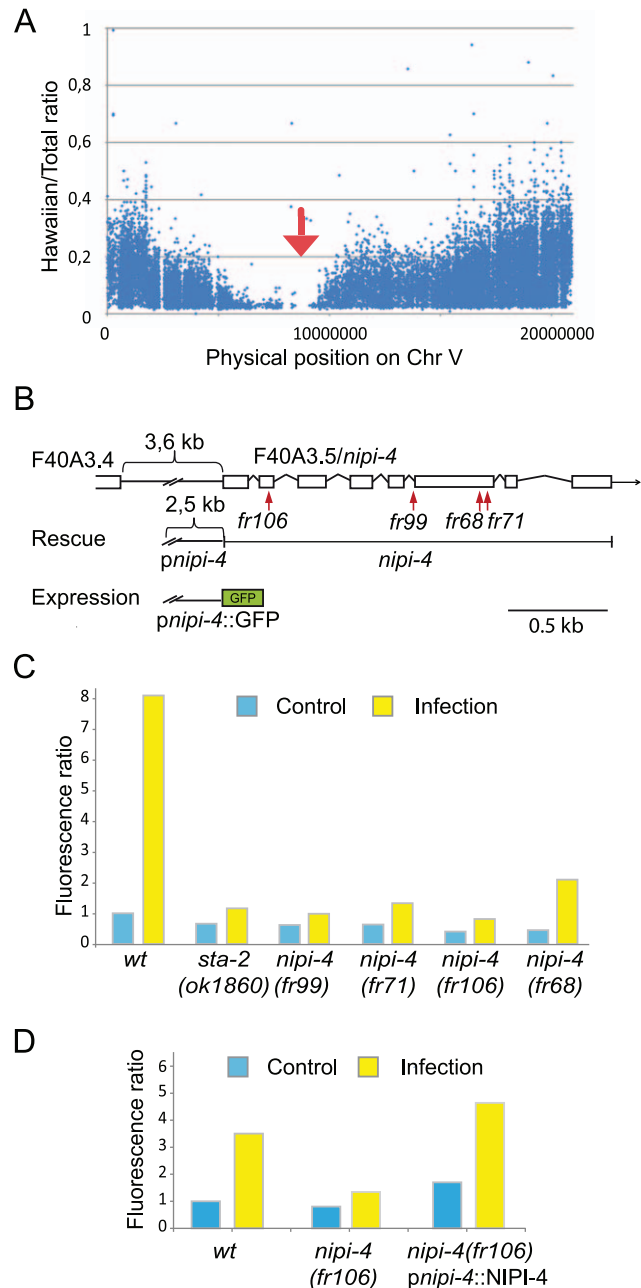 A
Hawaiian/Total ratio
1
0,8
0,6
0,4
0,2
0
0
10000000
20000000
Physical position on Chr V
B
3,6 kb
F40A3.4
F40A3.5/nipi-4
fr106
fr99
fr68
fr71
2,5 kb
Rescue
pnipi-4
nipi-4
Expression
GFP
pnipi-4::GFP
0.5 kb
C
Control
Infection
Fluorescence ratio
8
7
6
5
4
3
2
1
0
wt
sta-2
(ok1860)
nipi-4
(fr99)
nipi-4
(fr71)
nipi-4
(fr106)
nipi-4
(fr68)
D
Control
Infection
Fluorescence ratio
6
5
4
3
2
1
0
wt
nipi-4
(fr106)
nipi-4(fr106)
pnipi-4::NIPI-4